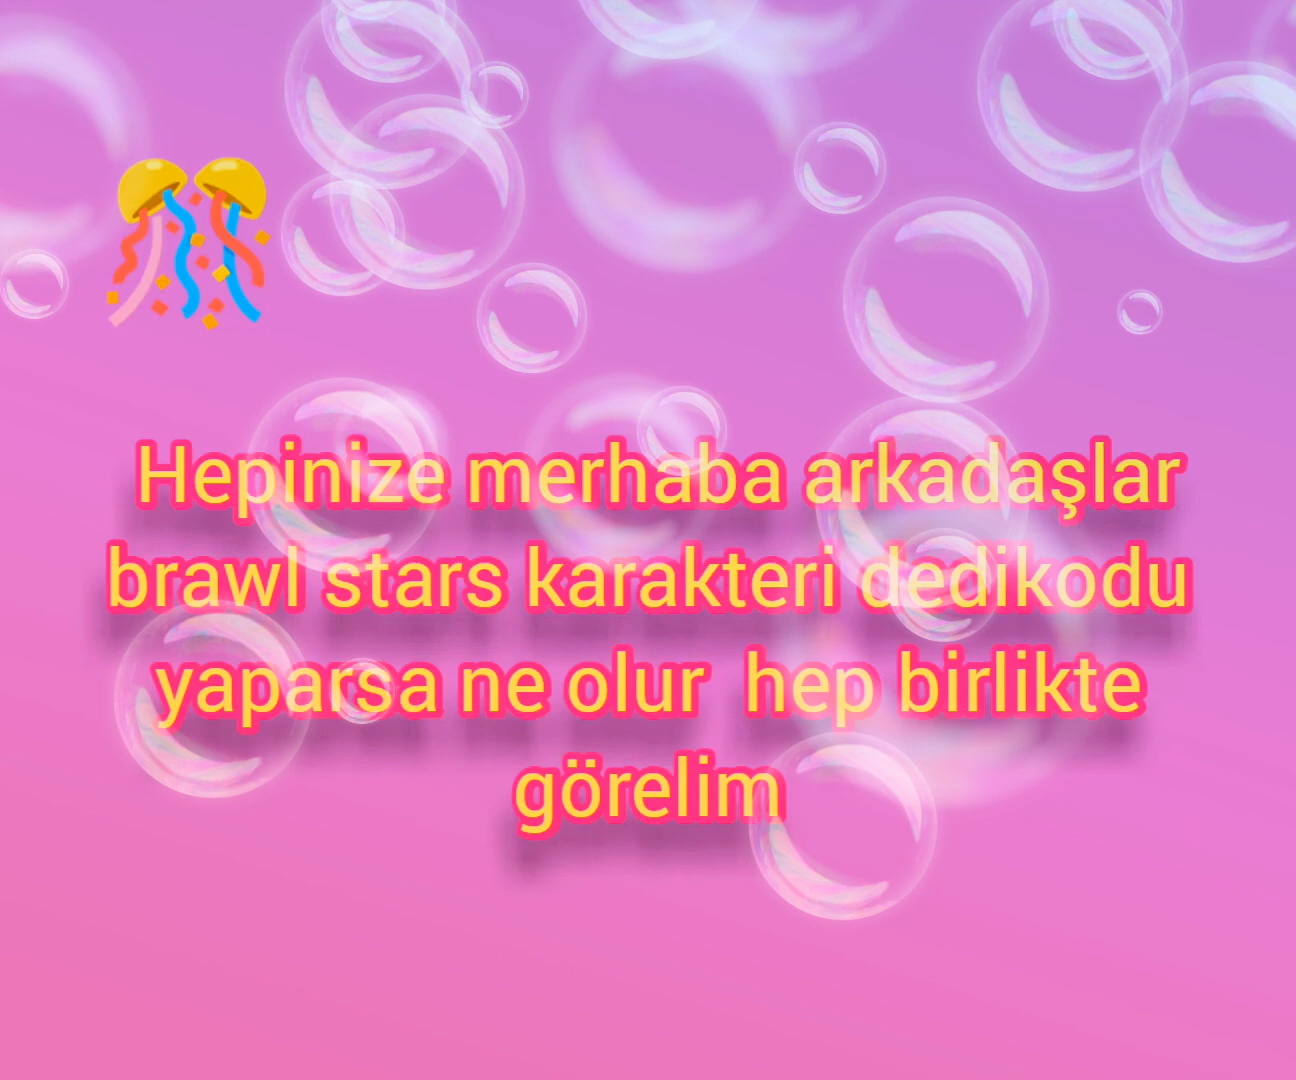 Hepinize merhaba arkadaşlar
brawl stars karakteri dedikodu
yaparsa ne olur  hep birlikte
görelim